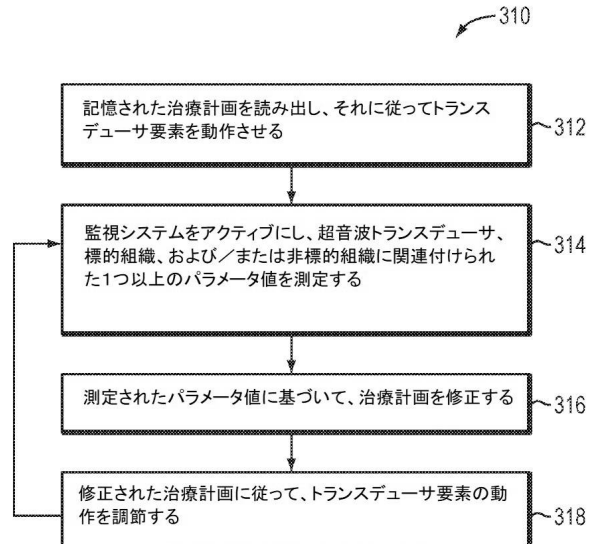 310
記憶された治療計画を読み出し、それに従ってトランス
デューサ要素を動作させる
312
監視システムをアクティブにし、超音波トランスデューサ、
標的組織、および／または非標的組織に関連付けられ
た1つ以上のパラメータ値を測定する
314
測定されたパラメータ値に基づいて、治療計画を修正する
316
修正された治療計画に従って、トランスデューサ要素の動
作を調節する
318